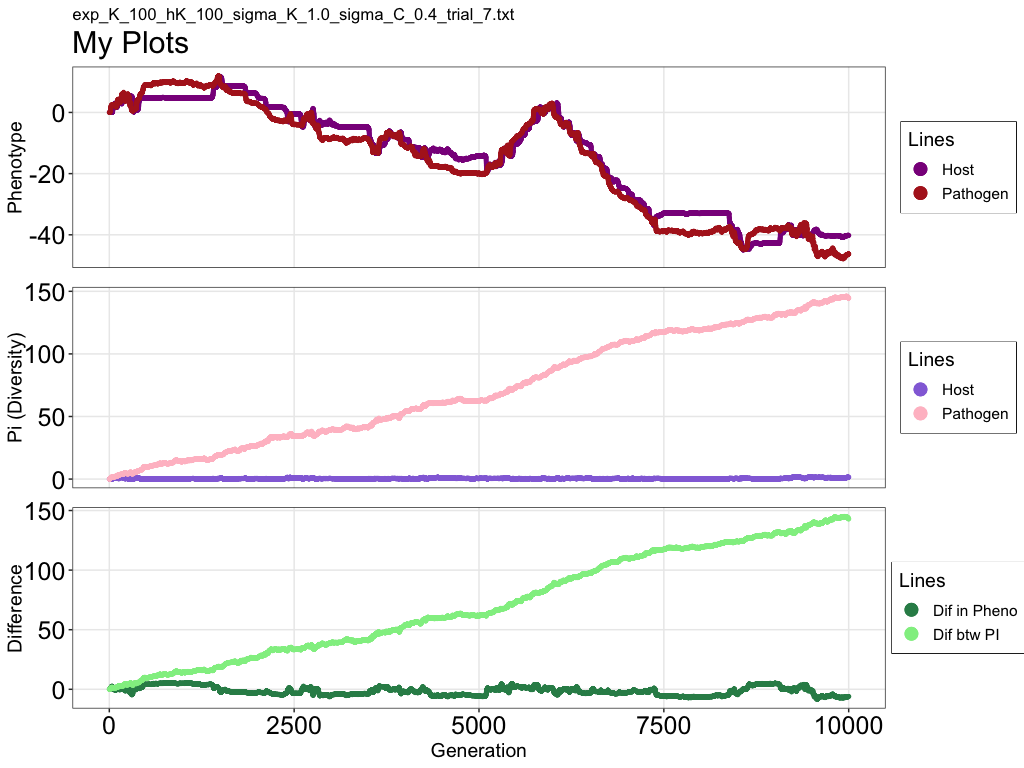 exp_K_100_hK_100_sigma_K_1.0_sigma_C_0.4_trial_7.txt
My Plots
Phenotype
0
-20
-40
Lines
Host
Pathogen
Pi (Diversity)
150
100
50
0
Lines
Host
Pathogen
Difference
150
100
50
0
Lines
Dif in Pheno
Dif btw PI
0 2500 5000 7500 10000
Generation